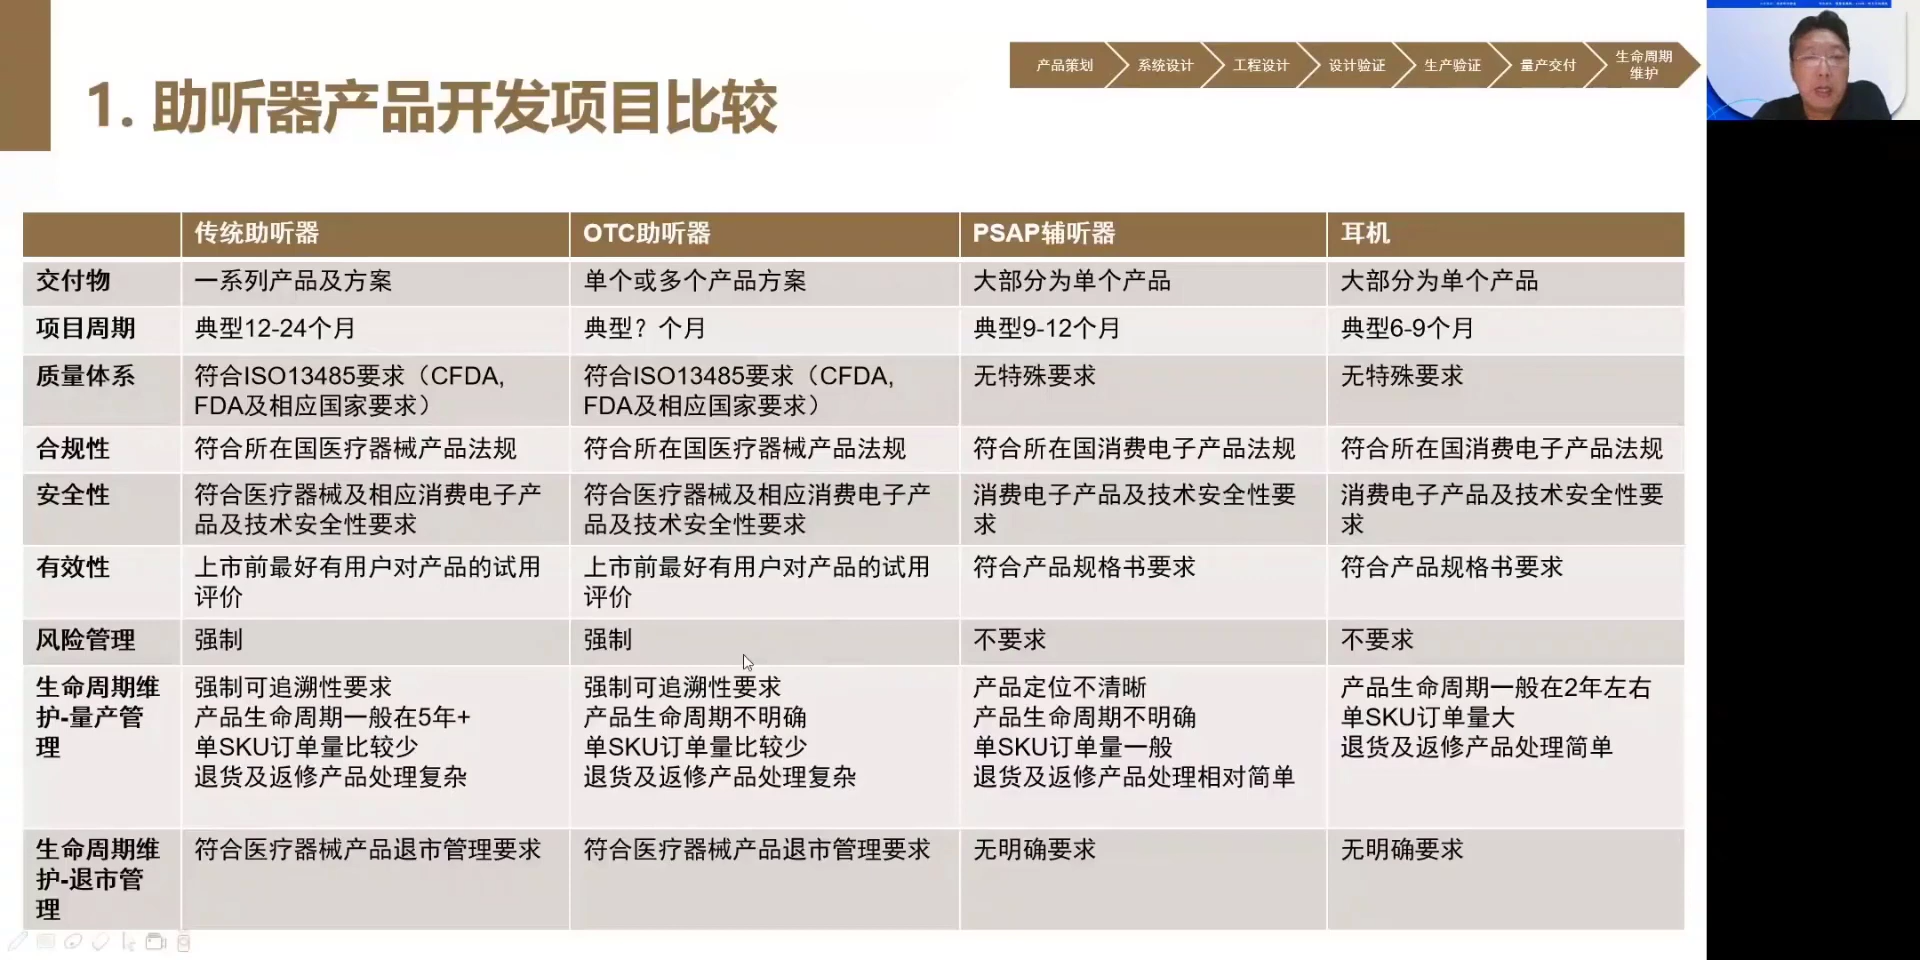 1. 助听器产品开发项目比较
产品策划
系统设计
工程设计
设计验证
生产验证
量产交付
生命周期
维护
传统助听器
OTC助听器
PSAP辅听器
耳机
交付物
一系列产品及方案
单个或多个产品方案
大部分为单个产品
大部分为单个产品
项目周期
典型12-24个月
典型？个月
典型9-12个月
典型6-9个月
质量体系
符合ISO13485要求（CFDA,
FDA及相应国家要求）
符合ISO13485要求（CFDA,
FDA及相应国家要求）
无特殊要求
无特殊要求
合规性
符合所在国医疗器械产品法规
符合所在国医疗器械产品法规
符合所在国消费电子产品法规
符合所在国消费电子产品法规
安全性
符合医疗器械及相应消费电子产
品及技术安全性要求
符合医疗器械及相应消费电子产
品及技术安全性要求
消费电子产品及技术安全性要
求
消费电子产品及技术安全性要
求
有效性
上市前最好有用户对产品的试用
评价
上市前最好有用户对产品的试用
评价
符合产品规格书要求
符合产品规格书要求
风险管理
强制
强制
不要求
不要求
生命周期维
护-量产管
理
强制可追溯性要求
产品生命周期一般在5年+
单SKU订单量比较少
退货及返修产品处理复杂
强制可追溯性要求
产品生命周期不明确
单SKU订单量比较少
退货及返修产品处理复杂
产品定位不清晰
产品生命周期不明确
单SKU订单量一般
退货及返修产品处理相对简单
产品生命周期一般在2年左右
单SKU订单量大
退货及返修产品处理简单
生命周期维
护-退市管
理
符合医疗器械产品退市管理要求
符合医疗器械产品退市管理要求
无明确要求
无明确要求